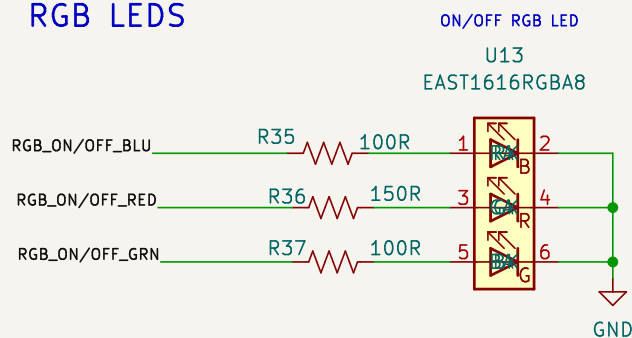 RGB LEDS
ON/OFF RGB LED
U13
EAST1616RGBA8
RGB_ON/OFF_BLU
R35
100R
1
2
B
RGB_ON/OFF_RED
R36
150R
3
4
R
RGB_ON/OFF_GRN
R37
100R
5
6
G
GND